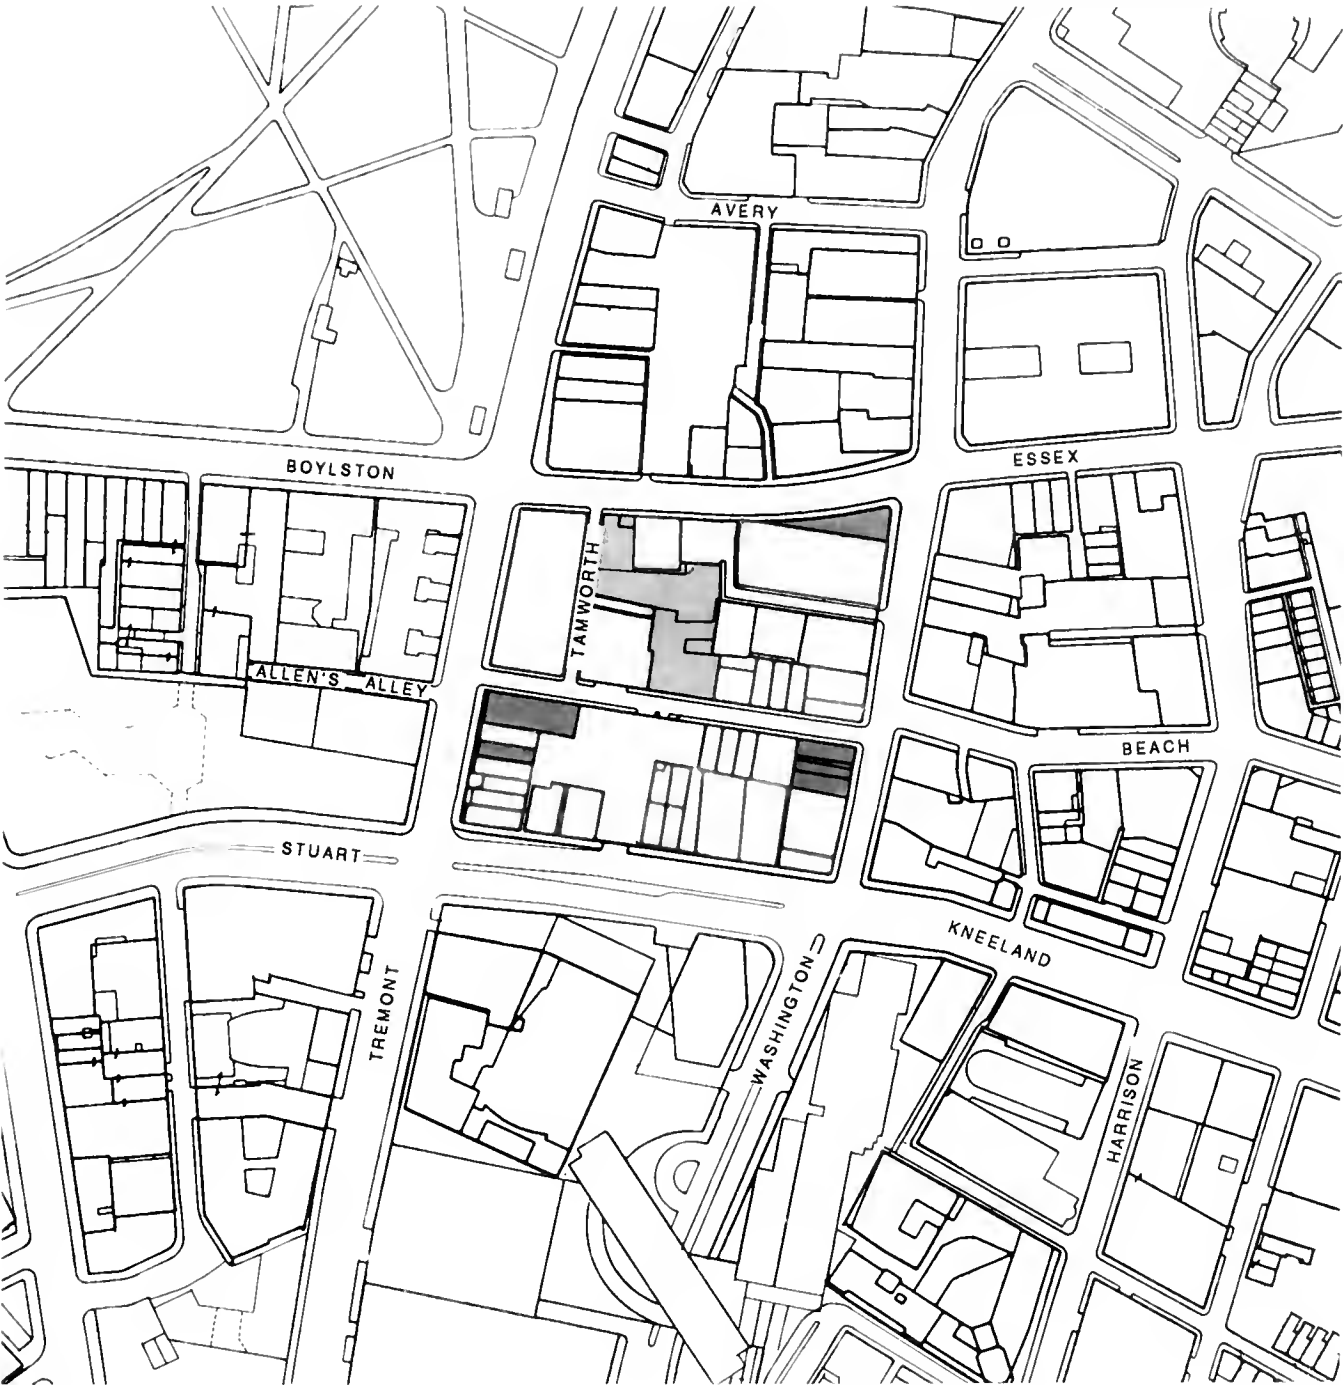 AVERY
BOYLSTON
ESSEX
TAMWORTH
ALLEN'S ALLEY
BEACH
STUART
KNEELAND
TREMONT
WASHINGTON
HARRISON